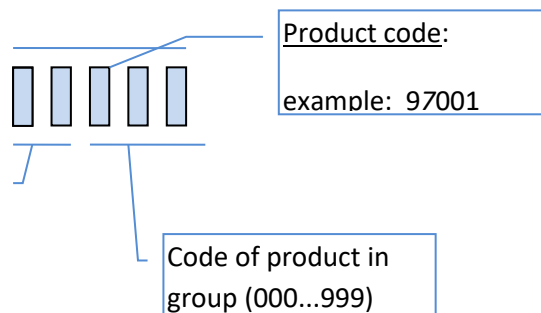 Product code:
example: 97001
Code of product in
group (000...999)